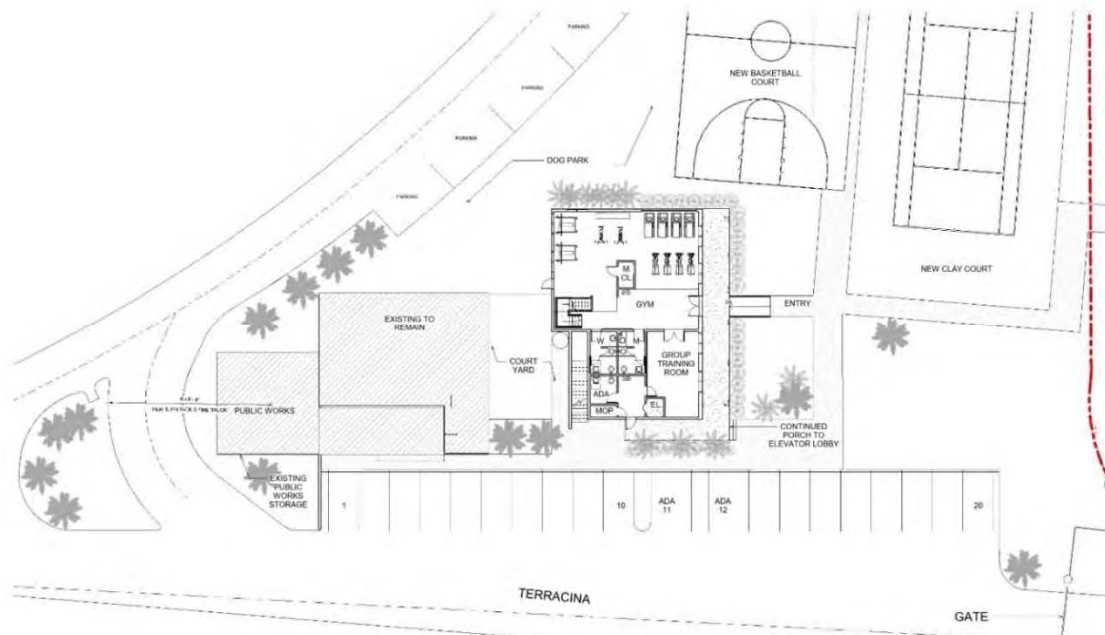 PARKING
PARKING
PARKING
PARKING
NEW BASKETBALL
COURT
DOG PARK
NEW CLAY COURT
M.
CL.
GYM
ENTRY
EXISTING TO
REMAIN
COURT
YARD
W
M
GROUP
TRAINING
ROOM
ADA
MOP
EL
PUBLIC WORKS
CONTINUED
PORCH TO
ELEVATOR LOBBY
EXISTING
PUBLIC
WORKS
STORAGE
1
10
ADA
11
ADA
12
20
TERRACINA
GATE